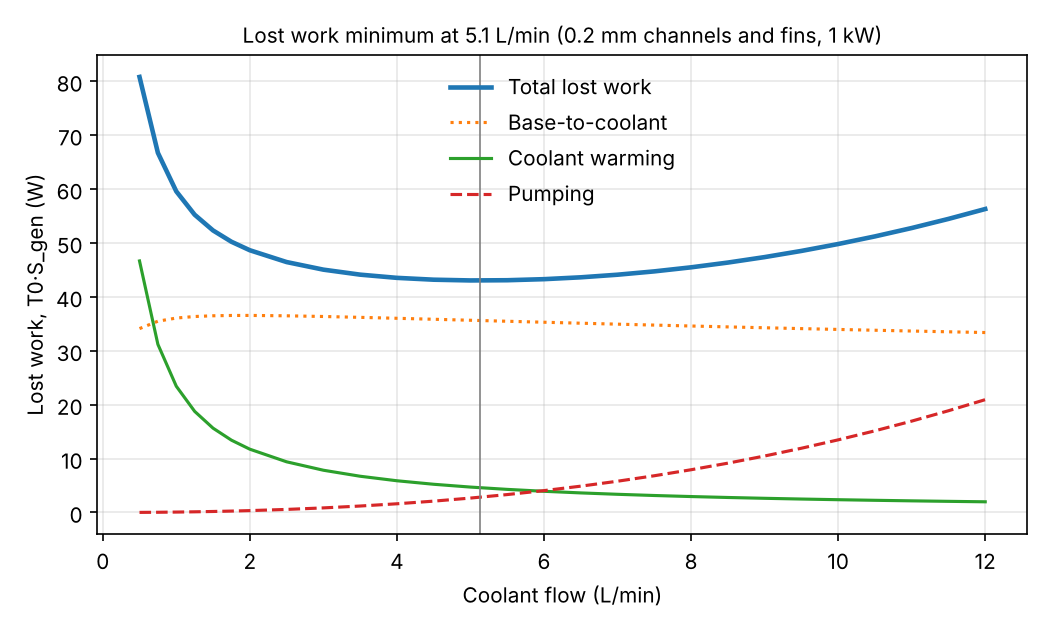 Lost work minimum at 5.1 L/min (0.2 mm channels and fins, 1 kW)
Total lost work
Base-to-coolant
Coolant warming
Pumping
Lost work, T0·S_gen (W)
80
70
60
50
40
30
20
10
0
0 2 4 6 8 10 12
Coolant flow (L/min)